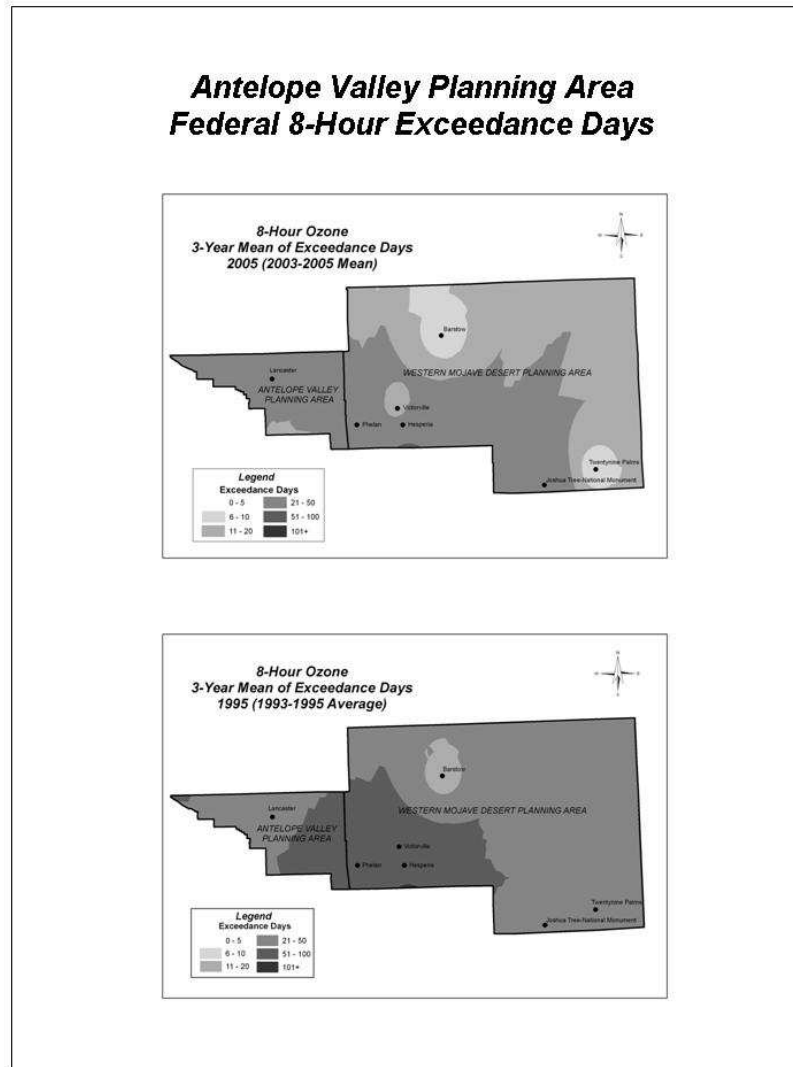 Antelope Valley Planning Area
Federal 8-Hour Exceedance Days
8-Hour Ozone
3-Year Mean of Exceedance Days
2005 (2003-2005 Mean)
N
W
E
S
Barstow
Lancaster
WESTERN MOJAVE DESERT PLANNING AREA
ANTELOPE VALLEY
PLANNING AREA
Victorville
Phelan
Hesperia
Twentynine Palms
Joshua Tree-National Monument
Legend
Exceedance Days
0 - 5
21 - 50
6 - 10
51 - 100
11 - 20
101+
8-Hour Ozone
3-Year Mean of Exceedance Days
1995 (1993-1995 Average)
N
W
E
S
Barstow
Lancaster
WESTERN MOJAVE DESERT PLANNING AREA
ANTELOPE VALLEY
PLANNING AREA
Victorville
Phelan
Hesperia
Twentynine Palms
Joshua Tree-National Monument
Legend
Exceedance Days
0 - 5
21 - 50
6 - 10
51 - 100
11 - 20
101+